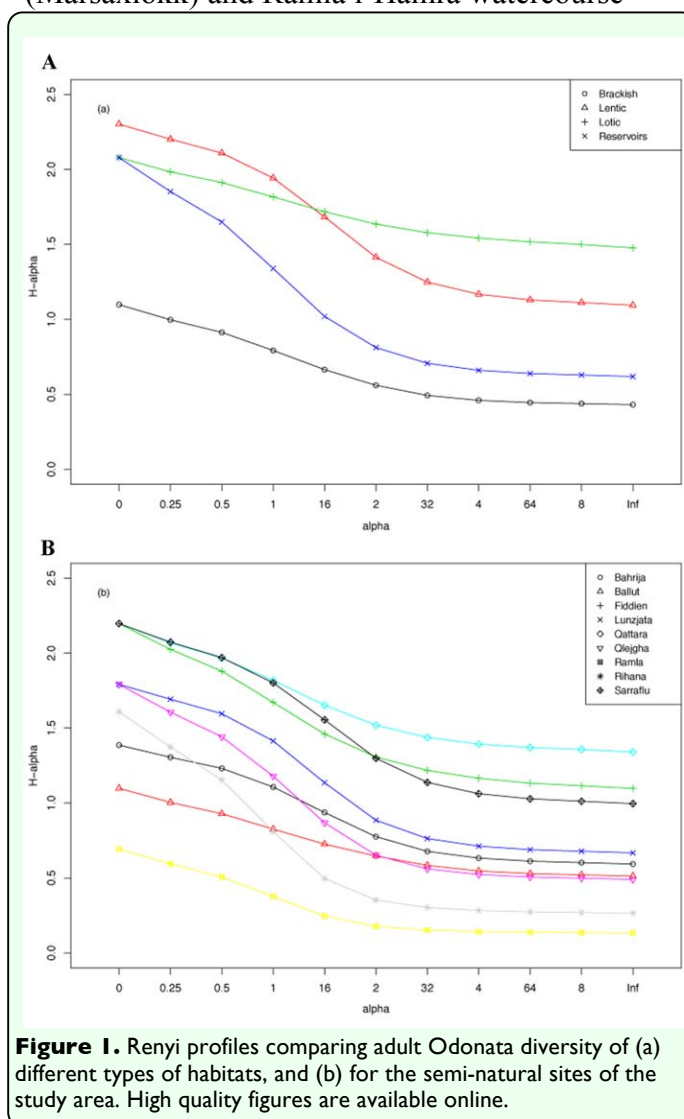 (Marsaxlokk) and Ramla l-Ħamra watercourse
A
(a)
Brackish
Lentic
Lotic
Reservoirs
H-alpha
2.5
2.0
1.5
1.0
0.5
0.0
0 0.25 0.5 1 16 2 32 4 64 8 Inf
alpha
B
(b)
Bahrija
Ballut
Fiddien
Lunzjata
Qattara
Qlejgha
Ramla
Rihana
Sarraflu
H-alpha
2.5
2.0
1.5
1.0
0.5
0.0
0 0.25 0.5 1 16 2 32 4 64 8 Inf
alpha
Figure 1. Renyi profiles comparing adult Odonata diversity of (a)
different types of habitats, and (b) for the semi-natural sites of the
study area. High quality figures are available online.